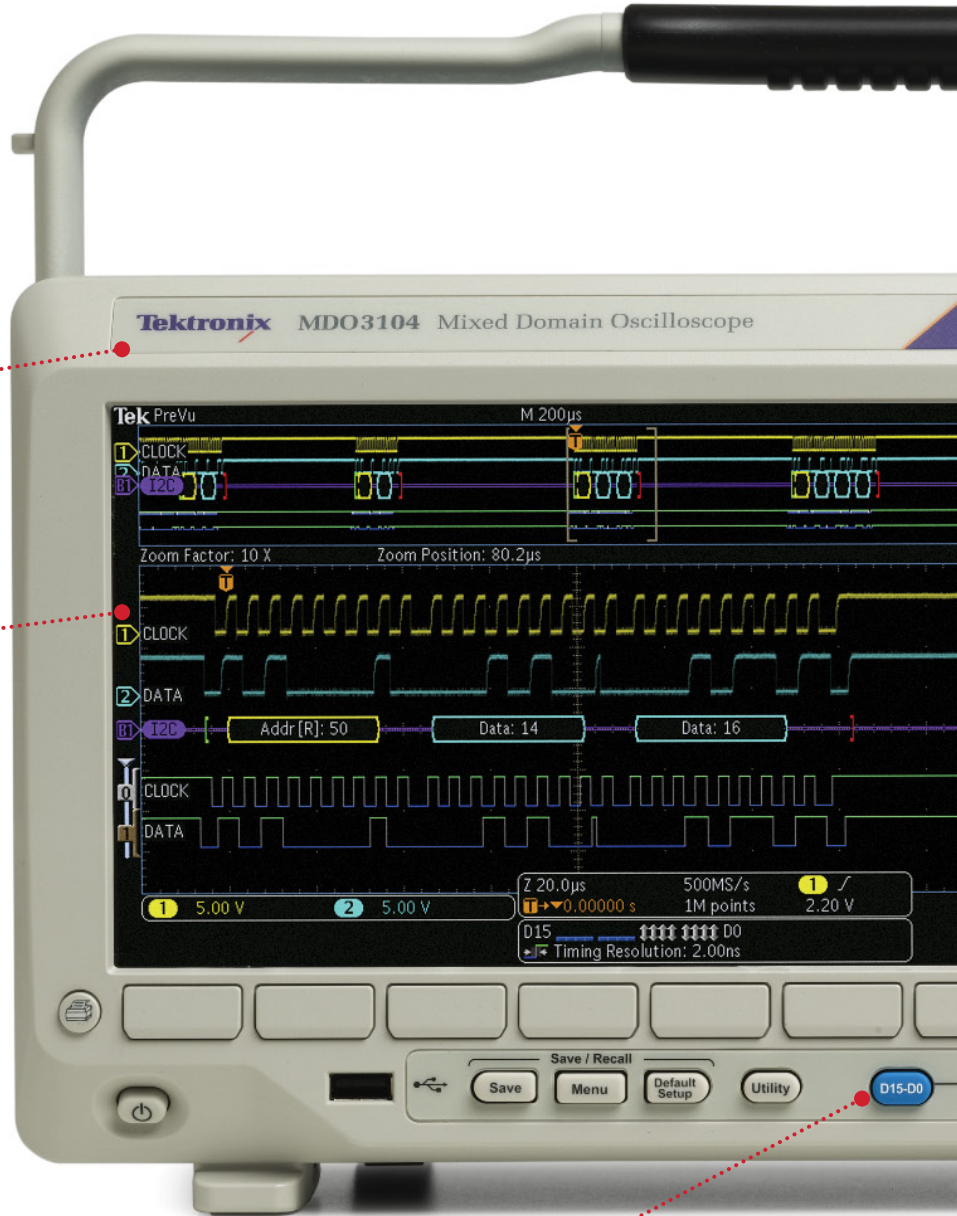 Tektronix MDO3104 Mixed Domain Oscilloscope
Tek PreVu M 200µs
T
1 CLOCK
2 DATA
B1 I2C
Zoom Factor: 10 X Zoom Position: 80.2µs
T
1 CLOCK
2 DATA
B1 I2C Addr[R]: 50 Data: 14 Data: 16
0 CLOCK
1 DATA
1 5.00 V 2 5.00 V
Z 20.0µs 500MS/s 1
T→▼0.00000 s 1M points 2.20 V
D15 D0
Timing Resolution: 2.00ns
Save / Recall
Save Menu Default Setup Utility D15-D0